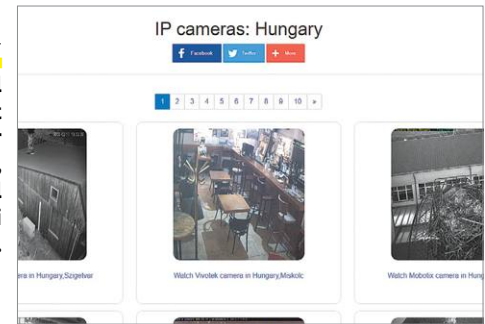 IP cameras: Hungary
Facebook
Twitter
More
1 2 3 4 5 6 7 8 9 10 »
era in Hungary,Szigetvar
Watch Vivotek camera in Hungary,Miskolc
Watch Mobotix camera in Hung